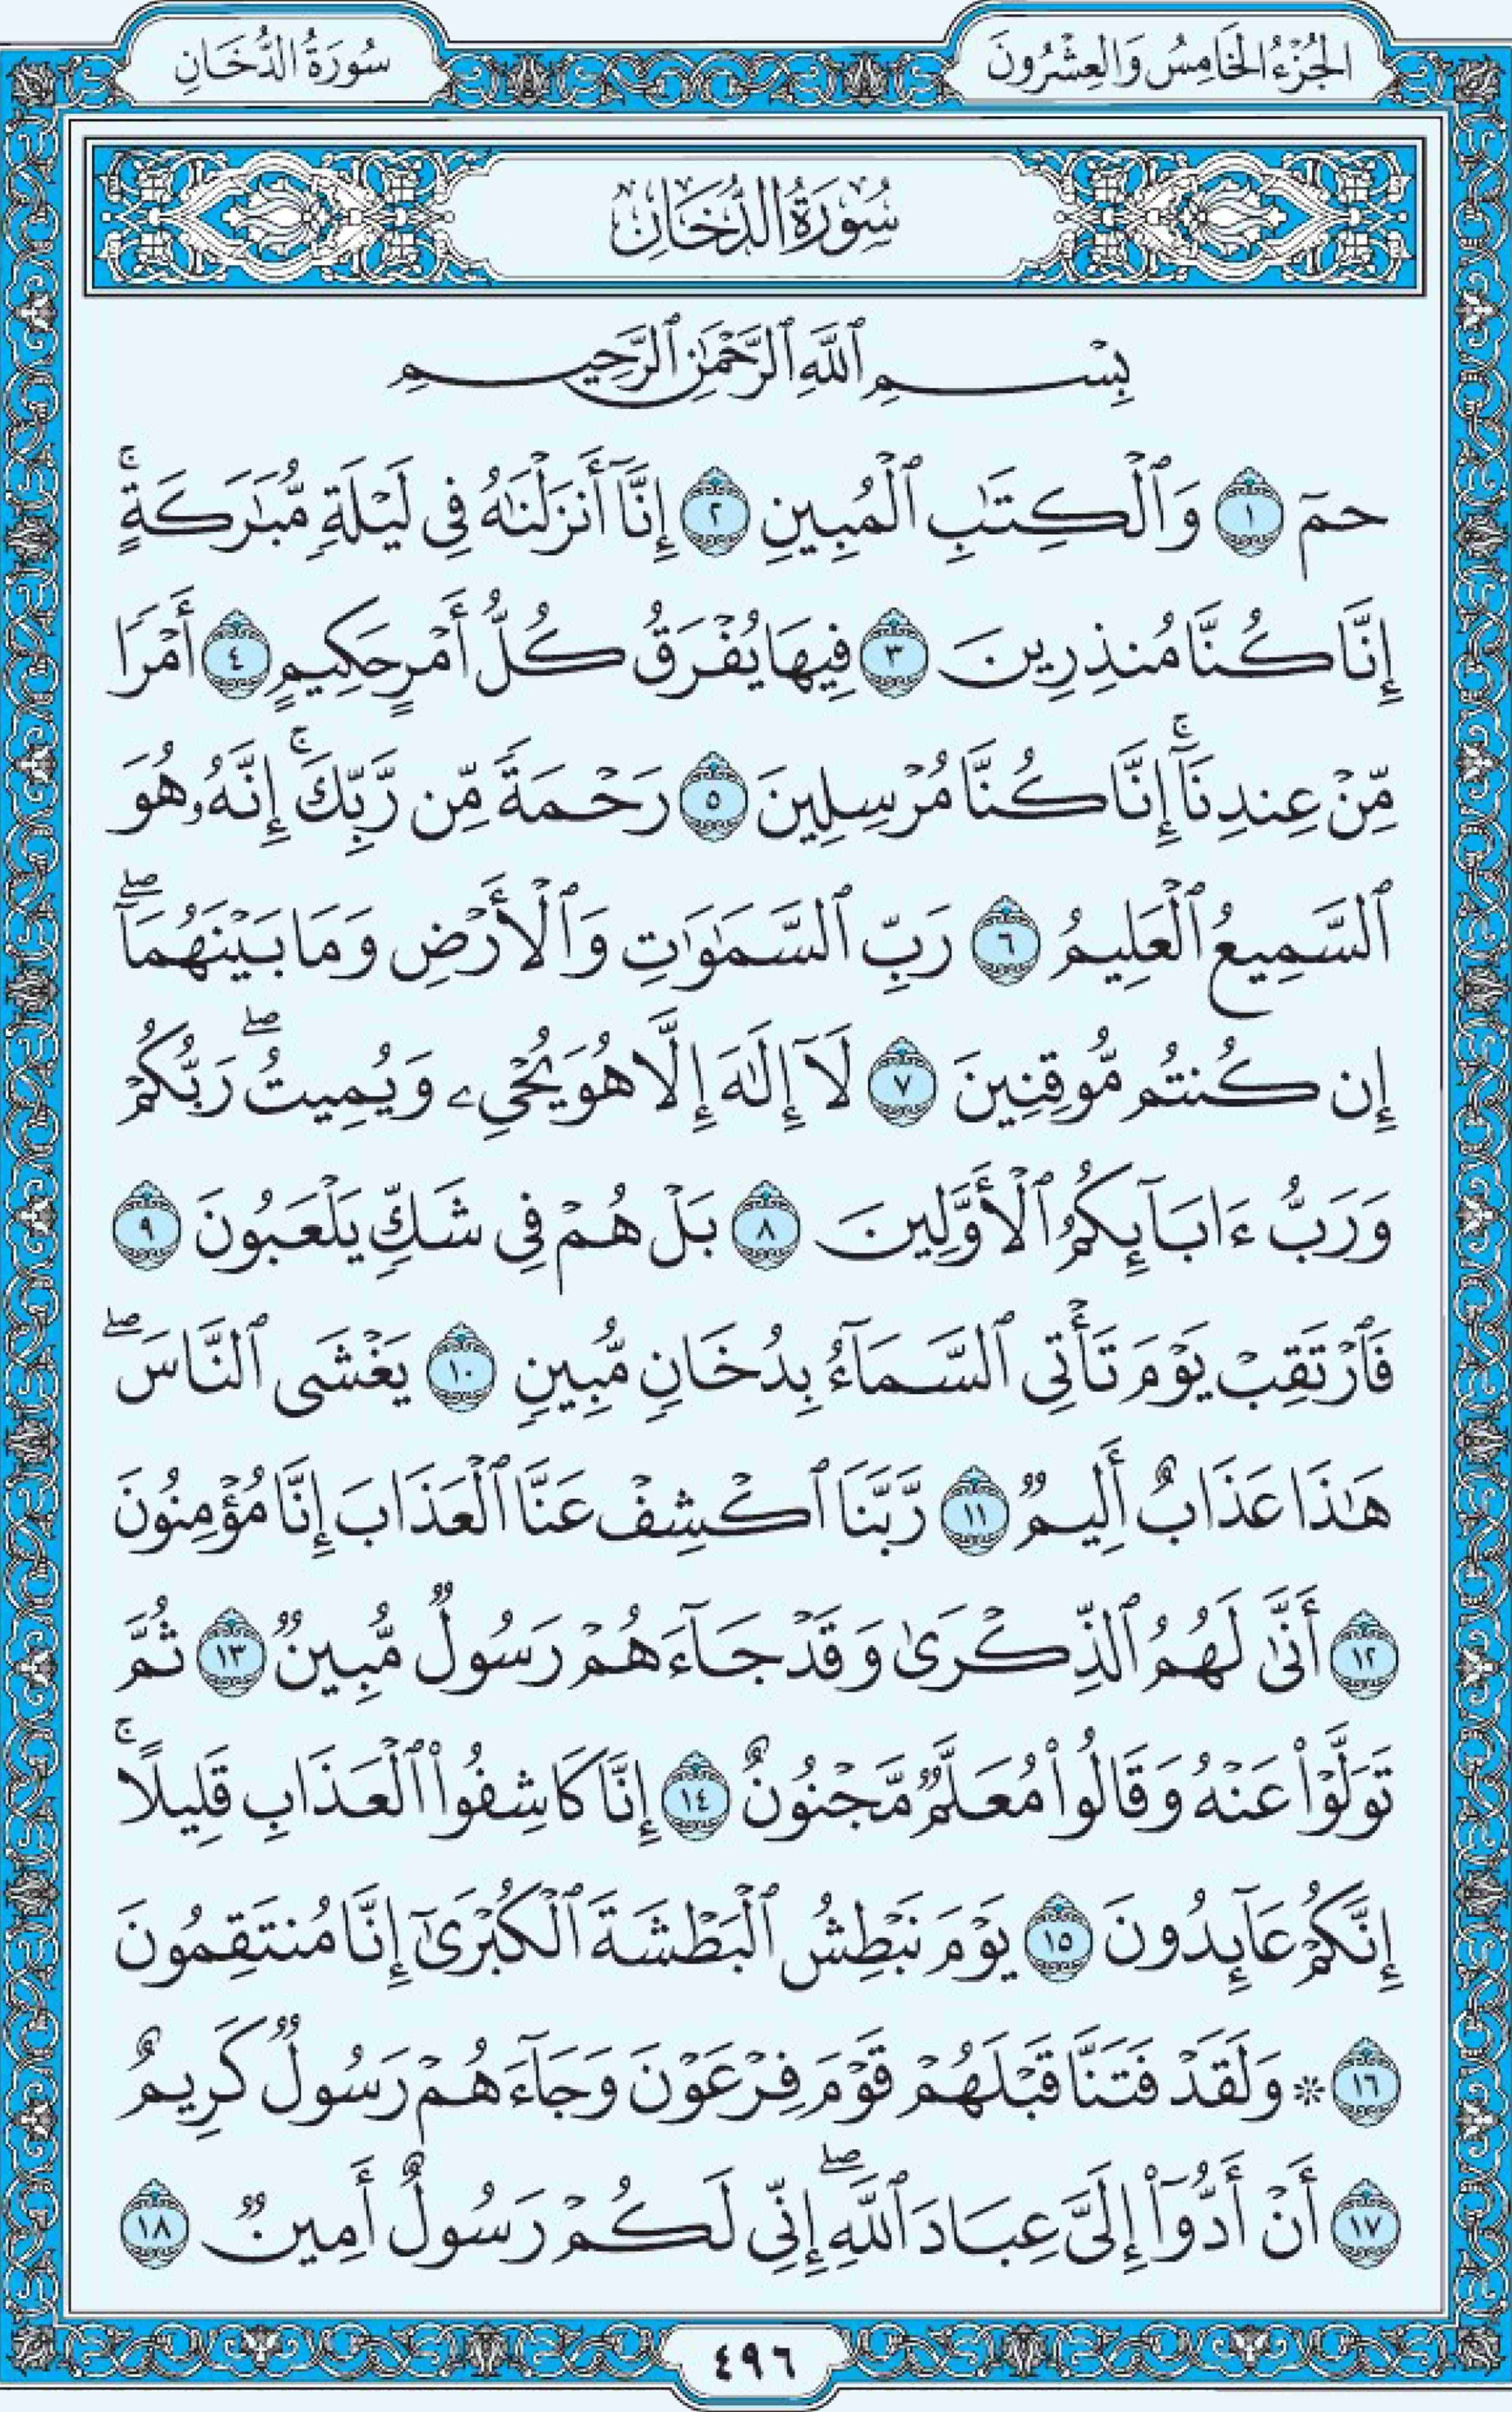 الجُزْءُ الخَامِسُ وَالعِشْرُونَ
سُورَةُ الدُّخَانِ
سُورَةُ الدُّخَانِ
بِسْمِ ٱللَّهِ ٱلرَّحْمَٰنِ ٱلرَّحِيمِ
حمٓ ١ وَٱلْكِتَٰبِ ٱلْمُبِينِ ٢ إِنَّآ أَنزَلْنَٰهُ فِى لَيْلَةٍ مُّبَٰرَكَةٍ ۚ
إِنَّا كُنَّا مُنذِرِينَ ٣ فِيهَا يُفْرَقُ كُلُّ أَمْرٍ حَكِيمٍ ٤ أَمْرًا
مِّنْ عِندِنَآ ۚ إِنَّا كُنَّا مُرْسِلِينَ ٥ رَحْمَةً مِّن رَّبِّكَ ۚ إِنَّهُۥ هُوَ
ٱلسَّمِيعُ ٱلْعَلِيمُ ٦ رَبِّ ٱلسَّمَٰوَٰتِ وَٱلْأَرْضِ وَمَا بَيْنَهُمَآ ۖ
إِن كُنتُم مُّوقِنِينَ ٧ لَآ إِلَٰهَ إِلَّا هُوَ يُحْىِۦ وَيُمِيتُ ۖ رَبُّكُمْ
وَرَبُّ ءَابَآئِكُمُ ٱلْأَوَّلِينَ ٨ بَلْ هُمْ فِى شَكٍّ يَلْعَبُونَ ٩
فَٱرْتَقِبْ يَوْمَ تَأْتِى ٱلسَّمَآءُ بِدُخَانٍ مُّبِينٍ ١٠ يَغْشَى ٱلنَّاسَ ۖ
هَٰذَا عَذَابٌ أَلِيمٌ ١١ رَّبَّنَا ٱكْشِفْ عَنَّا ٱلْعَذَابَ إِنَّا مُؤْمِنُونَ
١٢ أَنَّىٰ لَهُمُ ٱلذِّكْرَىٰ وَقَدْ جَآءَهُمْ رَسُولٌ مُّبِينٌ ١٣ ثُمَّ
تَوَلَّوْا۟ عَنْهُ وَقَالُوا۟ مُعَلَّمٌ مَّجْنُونٌ ١٤ إِنَّا كَاشِفُوا۟ ٱلْعَذَابِ قَلِيلًا ۚ
إِنَّكُمْ عَآئِدُونَ ١٥ يَوْمَ نَبْطِشُ ٱلْبَطْشَةَ ٱلْكُبْرَىٰٓ إِنَّا مُنتَقِمُونَ
١٦ ۞ وَلَقَدْ فَتَنَّا قَبْلَهُمْ قَوْمَ فِرْعَوْنَ وَجَآءَهُمْ رَسُولٌ كَرِيمٌ
١٧ أَنْ أَدُّوٓا۟ إِلَىَّ عِبَادَ ٱللَّهِ ۖ إِنِّى لَكُمْ رَسُولٌ أَمِينٌ ١٨
٤٩٦